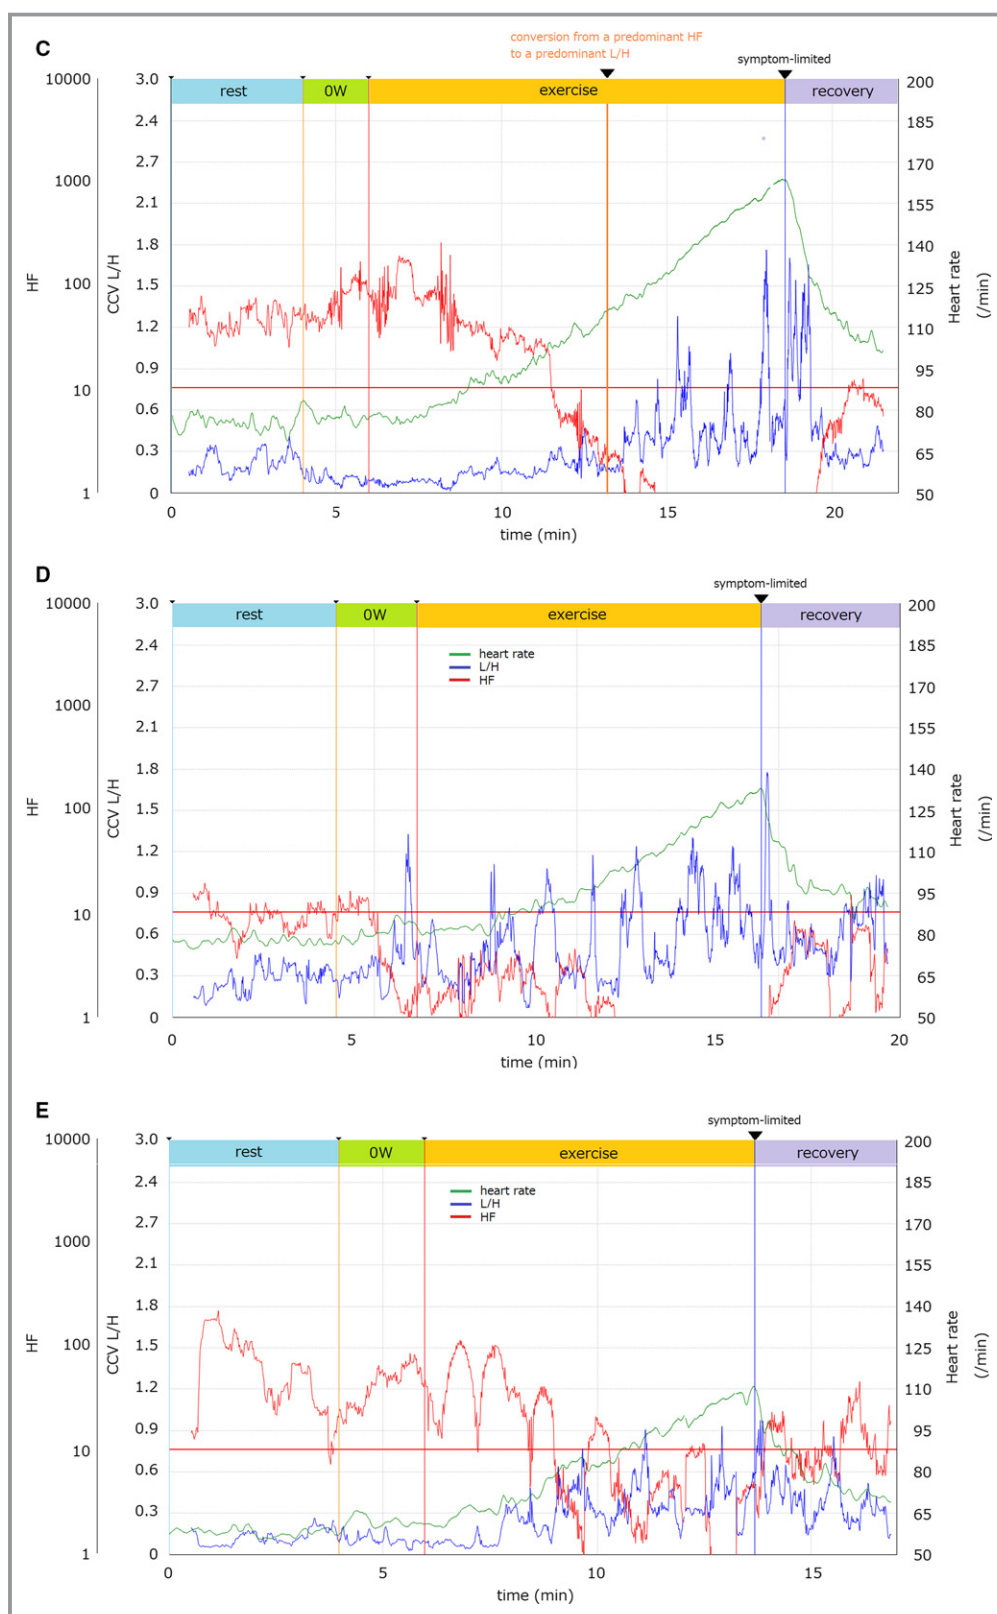 C
conversion from a predominant HF
to a predominant L/H
symptom-limited
10000 3.0 rest 0W exercise recovery 200
2.4 185
2.7 170
1000 2.1 155
1.8 140
HF 100 CCV L/H 1.5 125 Heart rate (/min)
1.2 110
0.9 95
10 0.6 80
0.3 65
1 0 50
0 5 10 15 20
time (min)
D
symptom-limited
10000 3.0 rest 0W exercise recovery 200
2.4 heart rate 185
2.7 L/H 170
HF
1000 2.1 155
1.8 140
HF 100 CCV L/H 1.5 125 Heart rate (/min)
1.2 110
0.9 95
10 0.6 80
0.3 65
1 0 50
0 5 10 15 20
time (min)
E
symptom-limited
10000 3.0 rest 0W exercise recovery 200
2.4 heart rate 185
2.7 L/H 170
HF
1000 2.1 155
1.8 140
HF 100 CCV L/H 1.5 125 Heart rate (/min)
1.2 110
0.9 95
10 0.6 80
0.3 65
1 0 50
0 5 10 15
time (min)